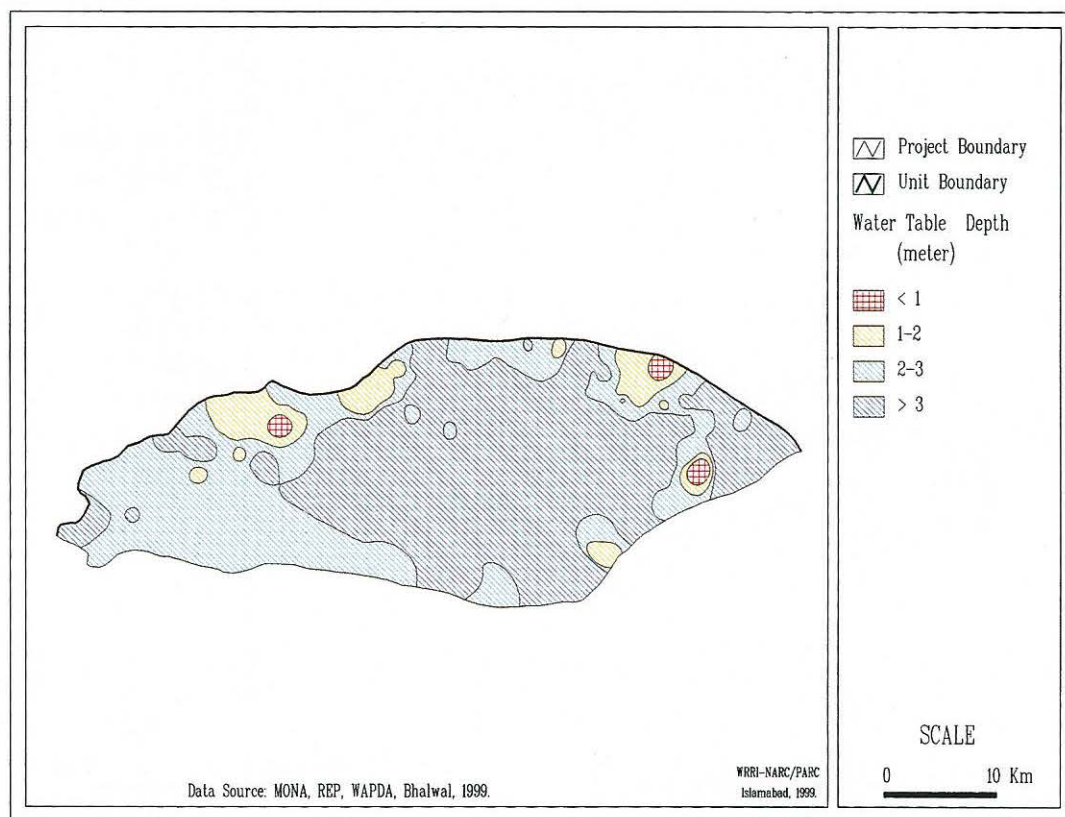 Project Boundary
Unit Boundary
Water Table Depth
(meter)
< 1
1-2
2-3
> 3
SCALE
0 10 Km
WRRI-NARC/PARC
Islamabad, 1999.
Data Source: MONA, REP, WAPDA, Bhalwal, 1999.